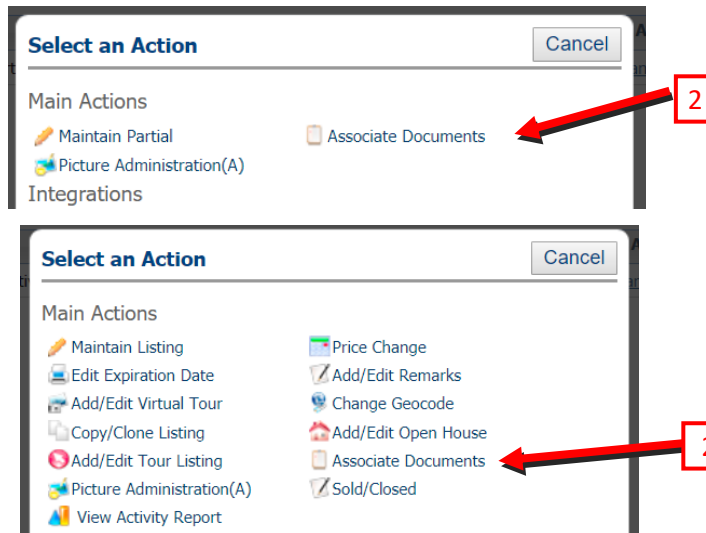 Select an Action Cancel
Main Actions
2
Maintain Partial Associate Documents
Picture Administration(A)
Integrations
Select an Action Cancel
Main Actions
Maintain Listing Price Change
Edit Expiration Date Add/Edit Remarks
Add/Edit Virtual Tour Change Geocode
Copy/Clone Listing Add/Edit Open House
Add/Edit Tour Listing Associate Documents
Picture Administration(A) Sold/Closed
View Activity Report